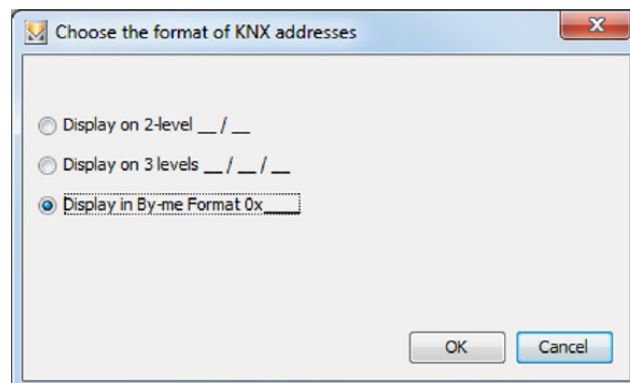 Choose the format of KNX addresses
Display on 2-level __ / __
Display on 3 levels __ / __ / __
Display in By-me Format 0x____
OK
Cancel